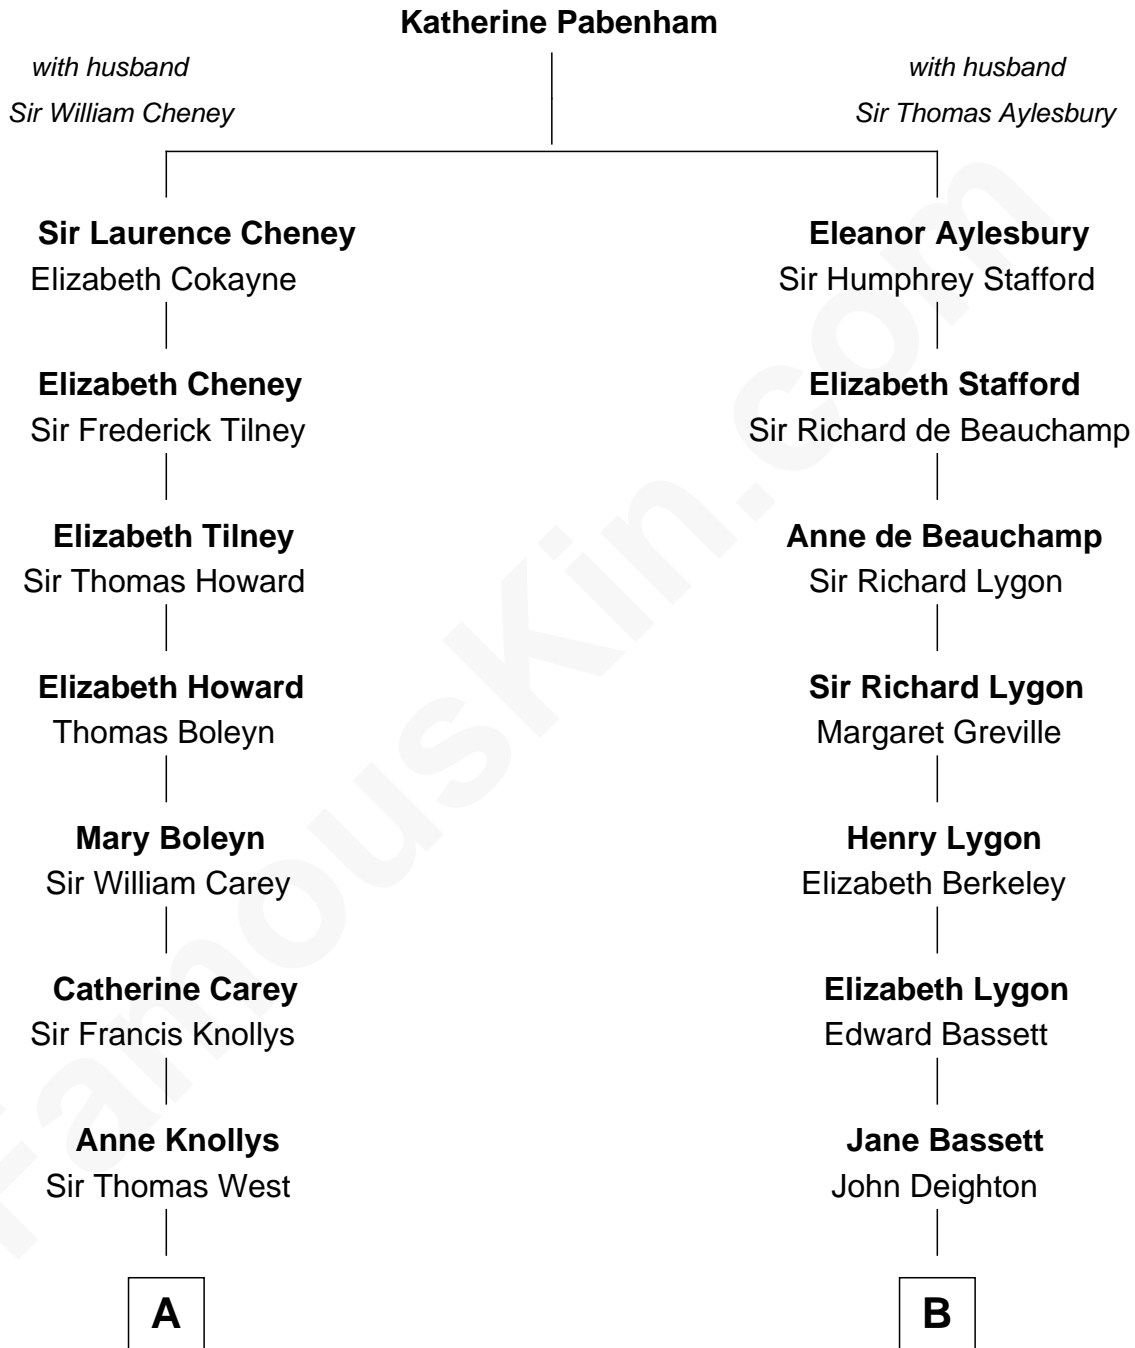 Katherine Pabenham
with husband
Sir William Cheney
with husband
Sir Thomas Aylesbury
Sir Laurence Cheney
Elizabeth Cokayne
Eleanor Aylesbury
Sir Humphrey Stafford
Elizabeth Cheney
Sir Frederick Tilney
Elizabeth Stafford
Sir Richard de Beauchamp
Elizabeth Tilney
Sir Thomas Howard
Anne de Beauchamp
Sir Richard Lygon
Elizabeth Howard
Thomas Boleyn
Sir Richard Lygon
Margaret Greville
Mary Boleyn
Sir William Carey
Henry Lygon
Elizabeth Berkeley
Catherine Carey
Sir Francis Knollys
Elizabeth Lygon
Edward Bassett
Anne Knollys
Sir Thomas West
Jane Bassett
John Deighton
A
B
FamousKin.com